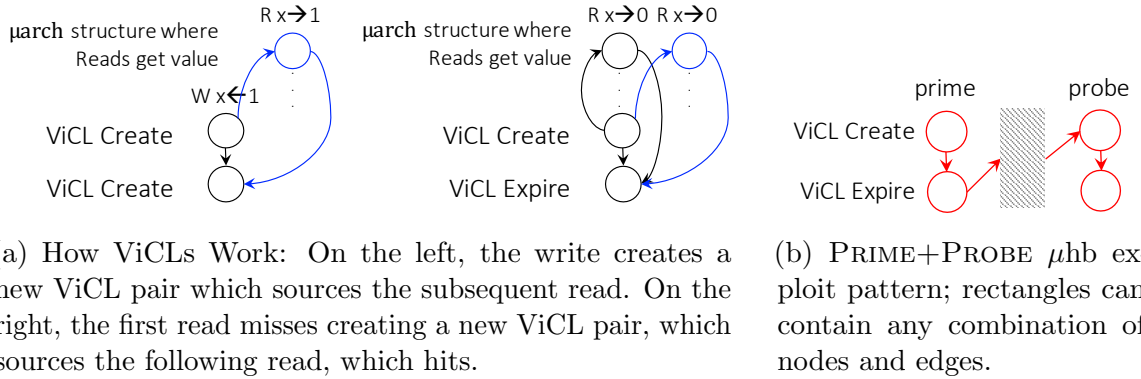 R x→1
µarch structure where
Reads get value
W x←1
ViCL Create
ViCL Create
R x→0 R x→0
µarch structure where
Reads get value
ViCL Create
ViCL Expire
prime probe
ViCL Create
ViCL Expire
a) How ViCLs Work: On the left, the write creates a
new ViCL pair which sources the subsequent read. On the
right, the first read misses creating a new ViCL pair, which
sources the following read, which hits.
(b) PRIME+PROBE µhb ex
ploit pattern; rectangles can
contain any combination of
nodes and edges.